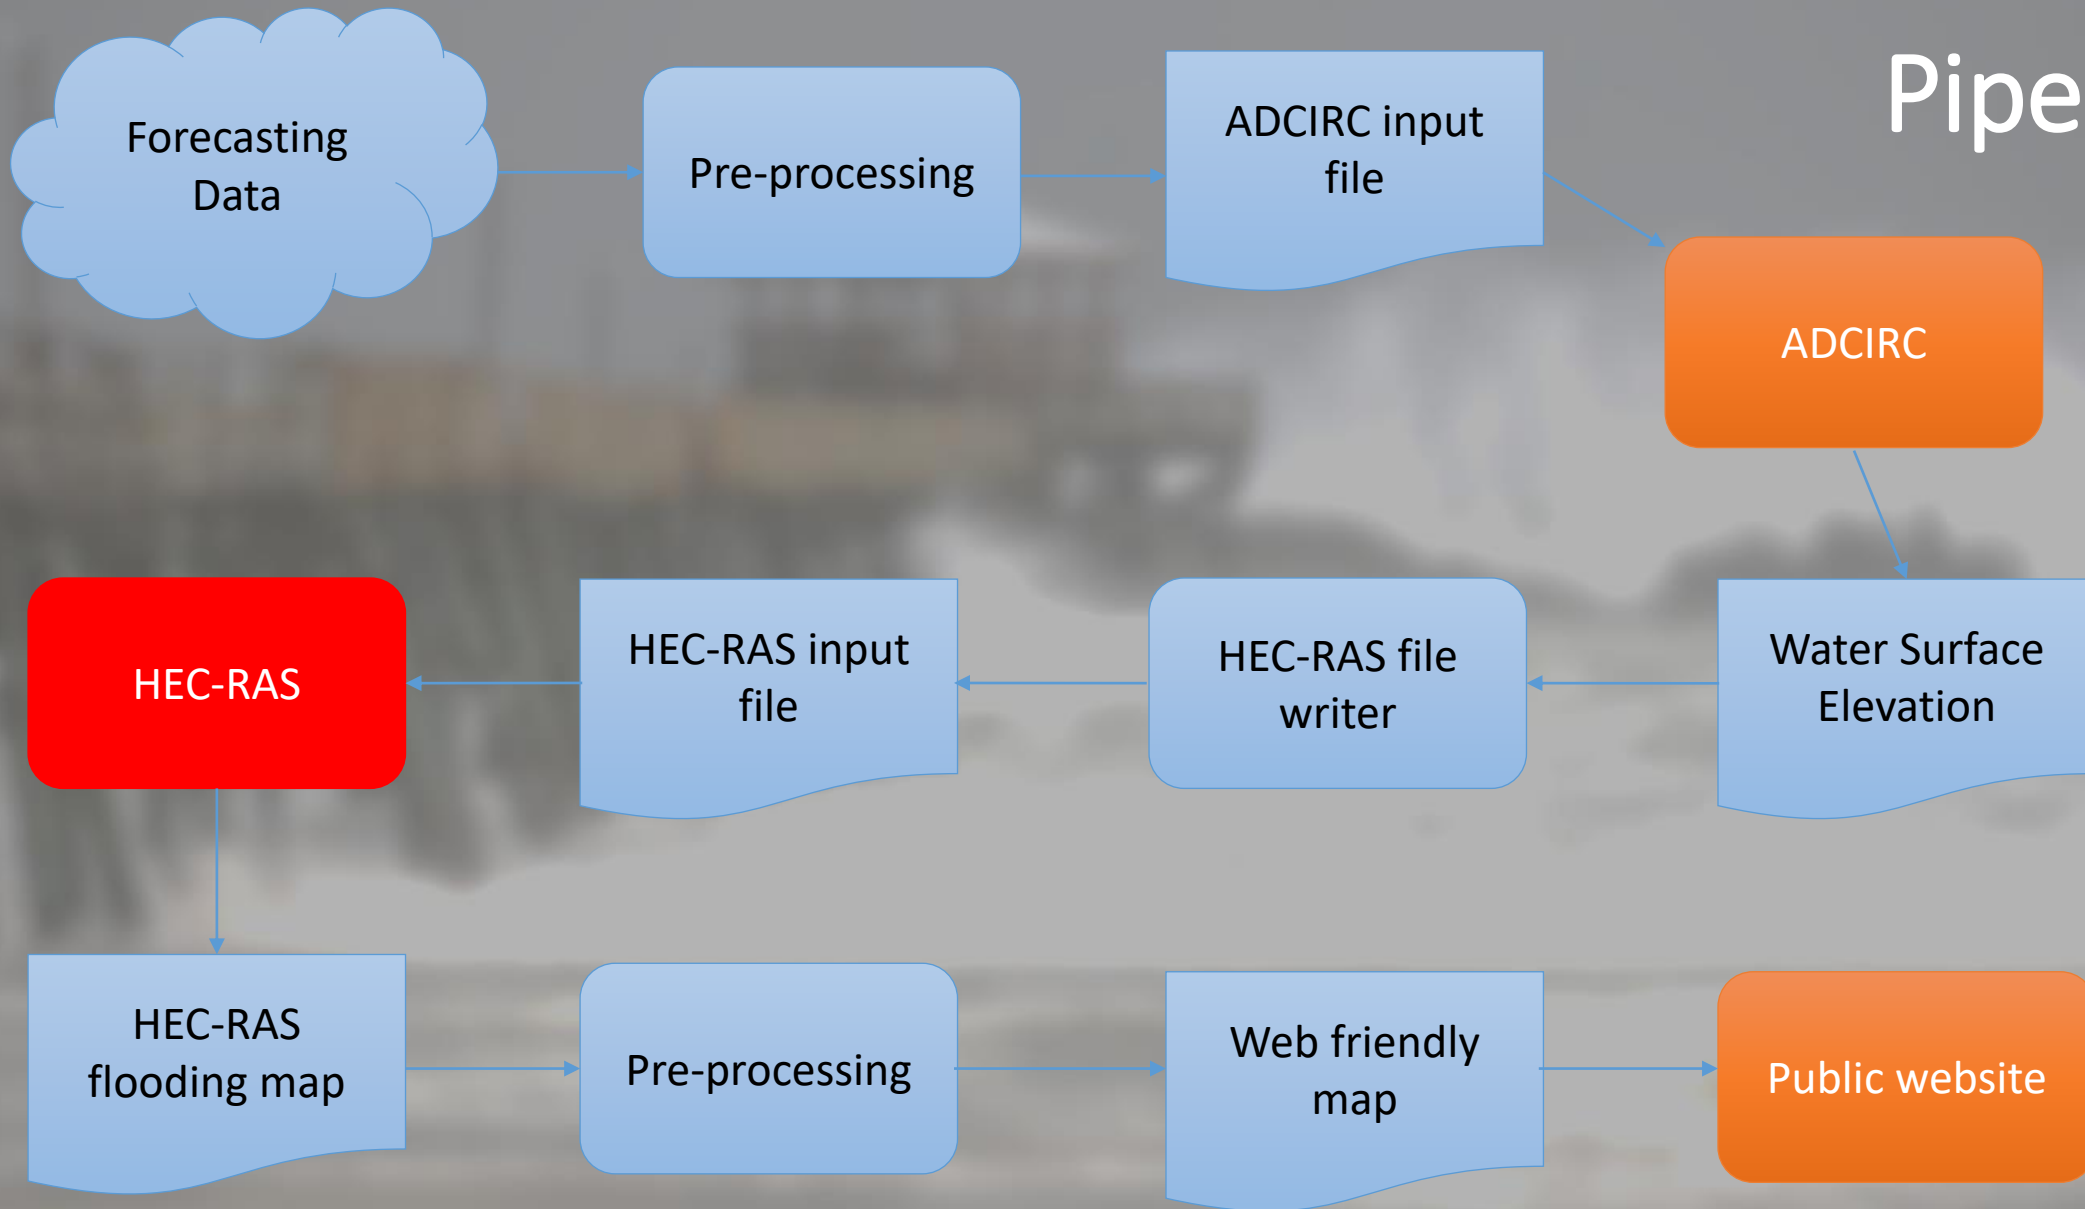 Pipe
Forecasting
Data
Pre-processing
ADCIRC input
file
ADCIRC
HEC-RAS
HEC-RAS input
file
HEC-RAS file
writer
Water Surface
Elevation
HEC-RAS
flooding map
Pre-processing
Web friendly
map
Public website